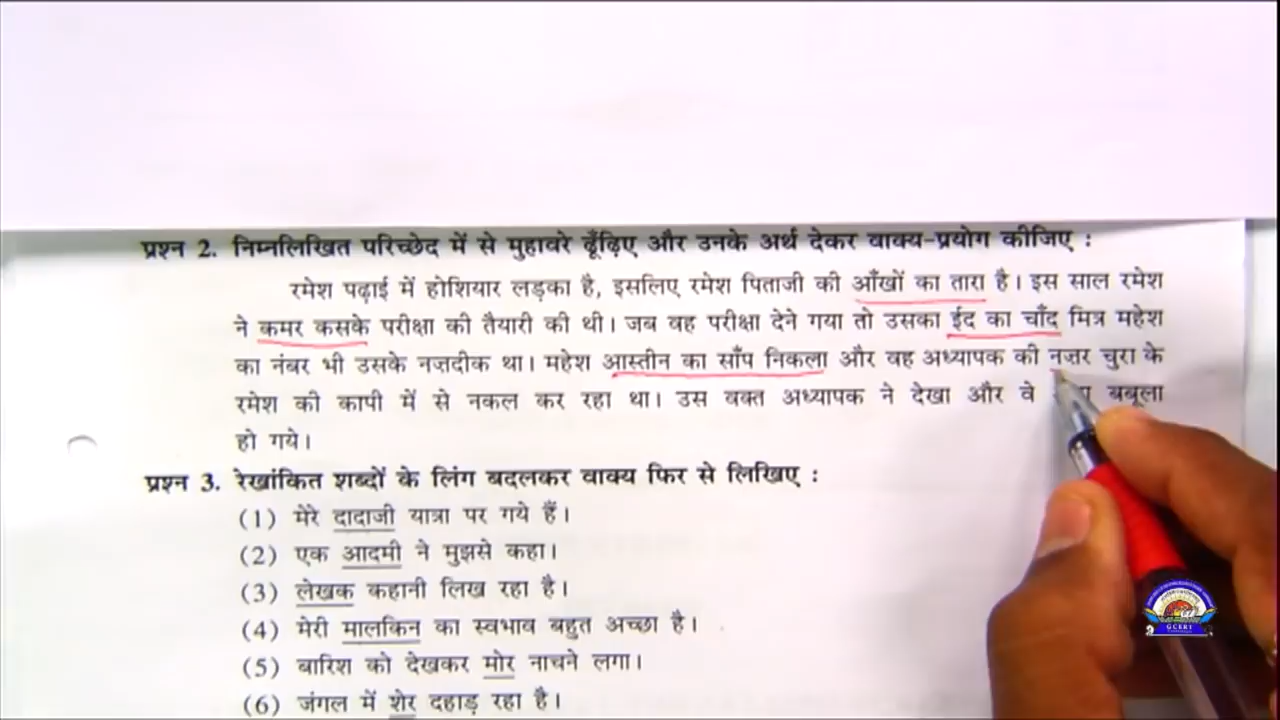 प्रश्न 2. निम्नलिखित परिच्छेद में से मुहावरे ढूँढ़िए और उनके अर्थ देकर वाक्य-प्रयोग कीजिए :
रमेश पढ़ाई में होशियार लड़का है, इसलिए रमेश पिताजी की आँखों का तारा है। इस साल रमेश
ने कमर कसके परीक्षा की तैयारी की थी। जब वह परीक्षा देने गया तो उसका ईद का चाँद मित्र महेश
का नंबर भी उसके नज़दीक था। महेश आस्तीन का साँप निकला और वह अध्यापक की नज़र चुरा के
रमेश की कापी में से नकल कर रहा था। उस वक्त अध्यापक ने देखा और वे बबूला
हो गये।
प्रश्न 3. रेखांकित शब्दों के लिंग बदलकर वाक्य फिर से लिखिए :
(1) मेरे दादाजी यात्रा पर गये हैं।
(2) एक आदमी ने मुझसे कहा।
(3) लेखक कहानी लिख रहा है।
(4) मेरी मालकिन का स्वभाव बहुत अच्छा है।
(5) बारिश को देखकर मोर नाचने लगा।
(6) जंगल में शेर दहाड़ रहा है।
GCERT